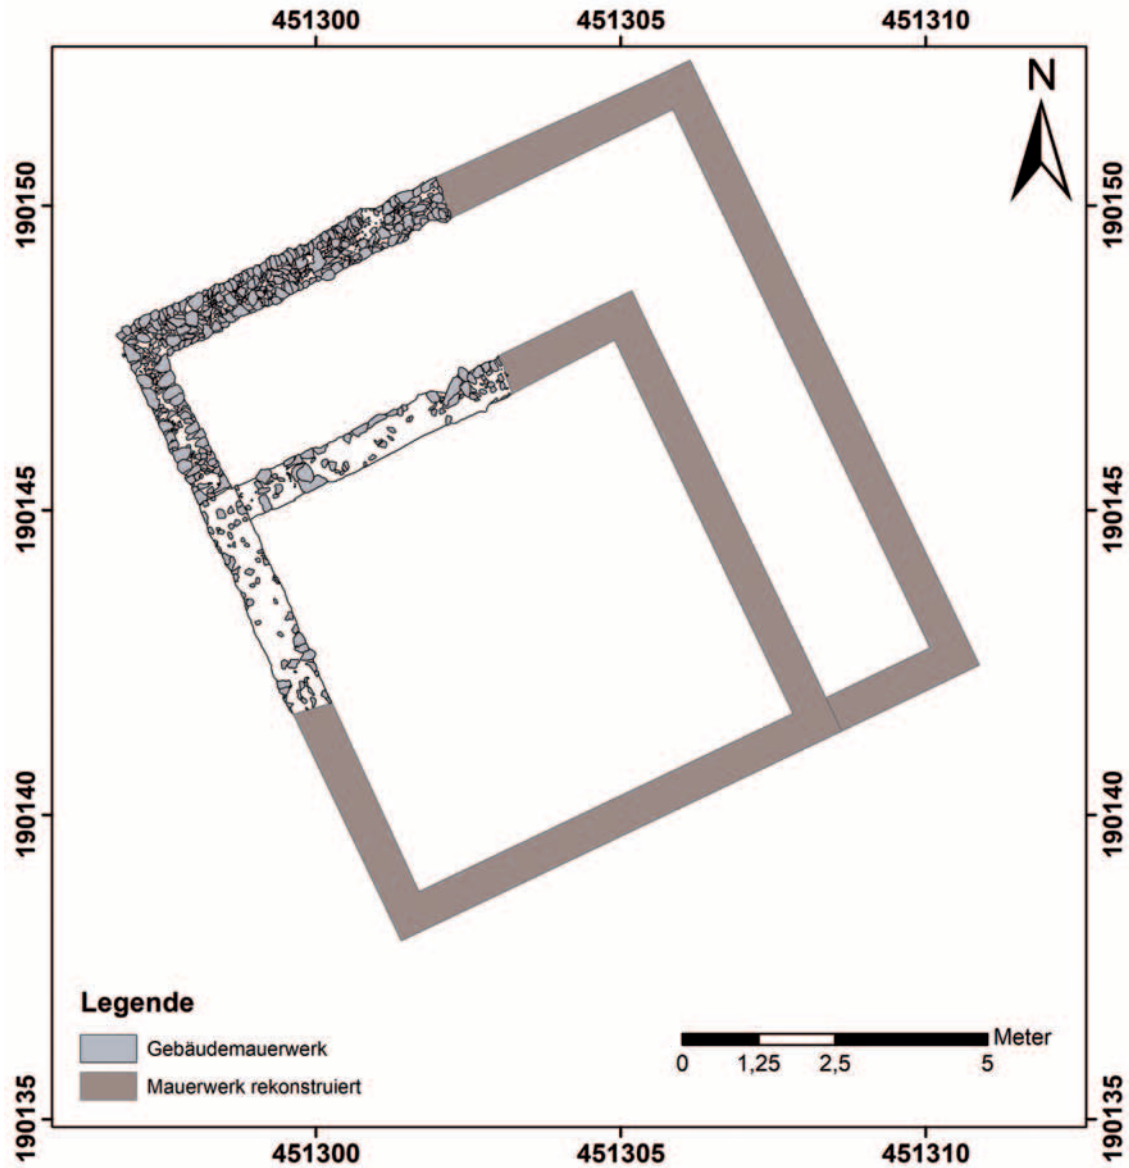 451300 451305 451310
N
190150 190150
190145 190145
190140 190140
Legende
Gebäudemauerwerk
Mauerwerk rekonstruiert
Meter
0 1,25 2,5 5
190135 190135
451300 451305 451310